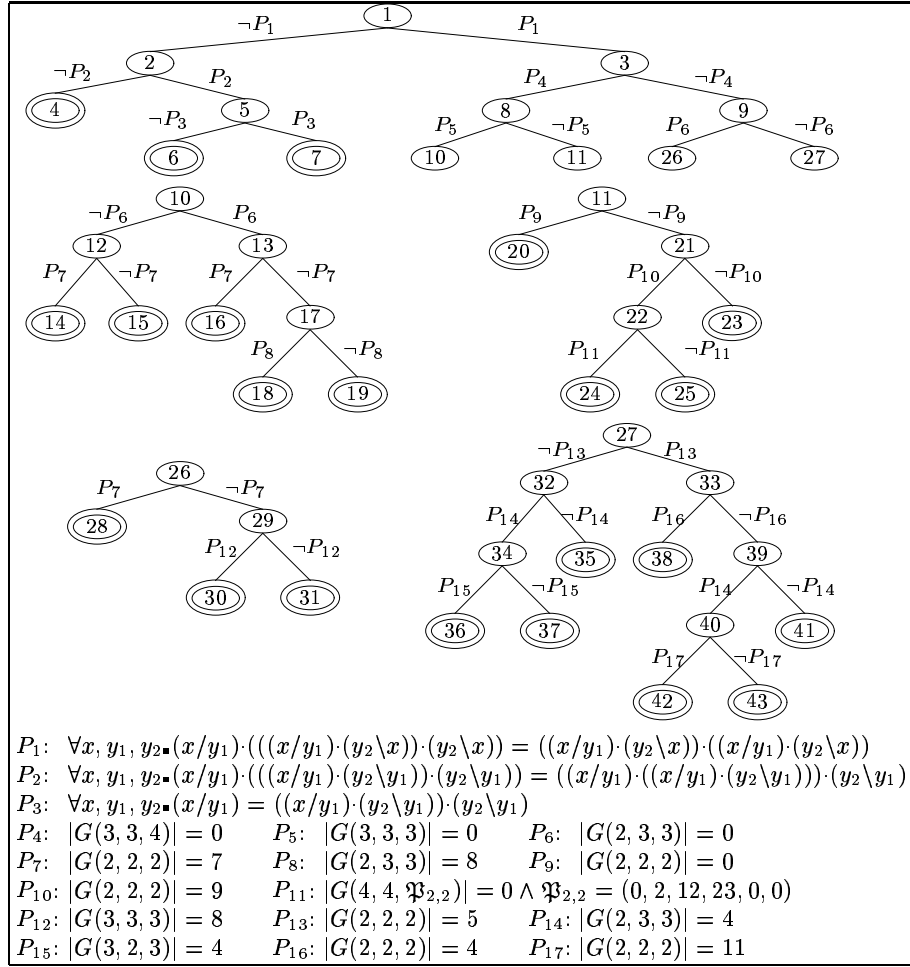 1
¬P₁ P₁
2 3
¬P₂ P₂ P₄ ¬P₄
4 5 8 9
¬P₃ P₃ P₅ ¬P₅ P₆ ¬P₆
6 7 10 11 26 27
10 11
¬P₆ P₆ P₉ ¬P₉
12 13 20 21
P₇ ¬P₇ P₇ ¬P₇ P₁₀ ¬P₁₀
14 15 16 17 22 23
P₈ ¬P₈ P₁₁ ¬P₁₁
18 19 24 25
26 27
P₇ ¬P₇ ¬P₁₃ P₁₃
28 29 32 33
P₁₂ ¬P₁₂ P₁₄ ¬P₁₄ P₁₆ ¬P₁₆
30 31 34 35 38 39
P₁₅ ¬P₁₅ P₁₄ ¬P₁₄
36 37 40 41
P₁₇ ¬P₁₇
42 43
P₁: ∀x, y₁, y₂▪(x/y₁)·(((x/y₁)·(y₂\x))·(y₂\x)) = ((x/y₁)·(y₂\x))·((x/y₁)·(y₂\x))
P₂: ∀x, y₁, y₂▪(x/y₁)·(((x/y₁)·(y₂\y₁))·(y₂\y₁)) = ((x/y₁)·((x/y₁)·(y₂\y₁)))·(y₂\y₁)
P₃: ∀x, y₁, y₂▪(x/y₁) = ((x/y₁)·(y₂\y₁))·(y₂\y₁)
P₄: |G(3, 3, 4)| = 0 P₅: |G(3, 3, 3)| = 0 P₆: |G(2, 3, 3)| = 0
P₇: |G(2, 2, 2)| = 7 P₈: |G(2, 3, 3)| = 8 P₉: |G(2, 2, 2)| = 0
P₁₀: |G(2, 2, 2)| = 9 P₁₁: |G(4, 4, 𝔓₂,₂)| = 0 ∧ 𝔓₂,₂ = (0, 2, 12, 23, 0, 0)
P₁₂: |G(3, 3, 3)| = 8 P₁₃: |G(2, 2, 2)| = 5 P₁₄: |G(2, 3, 3)| = 4
P₁₅: |G(3, 2, 3)| = 4 P₁₆: |G(2, 2, 2)| = 4 P₁₇: |G(2, 2, 2)| = 11